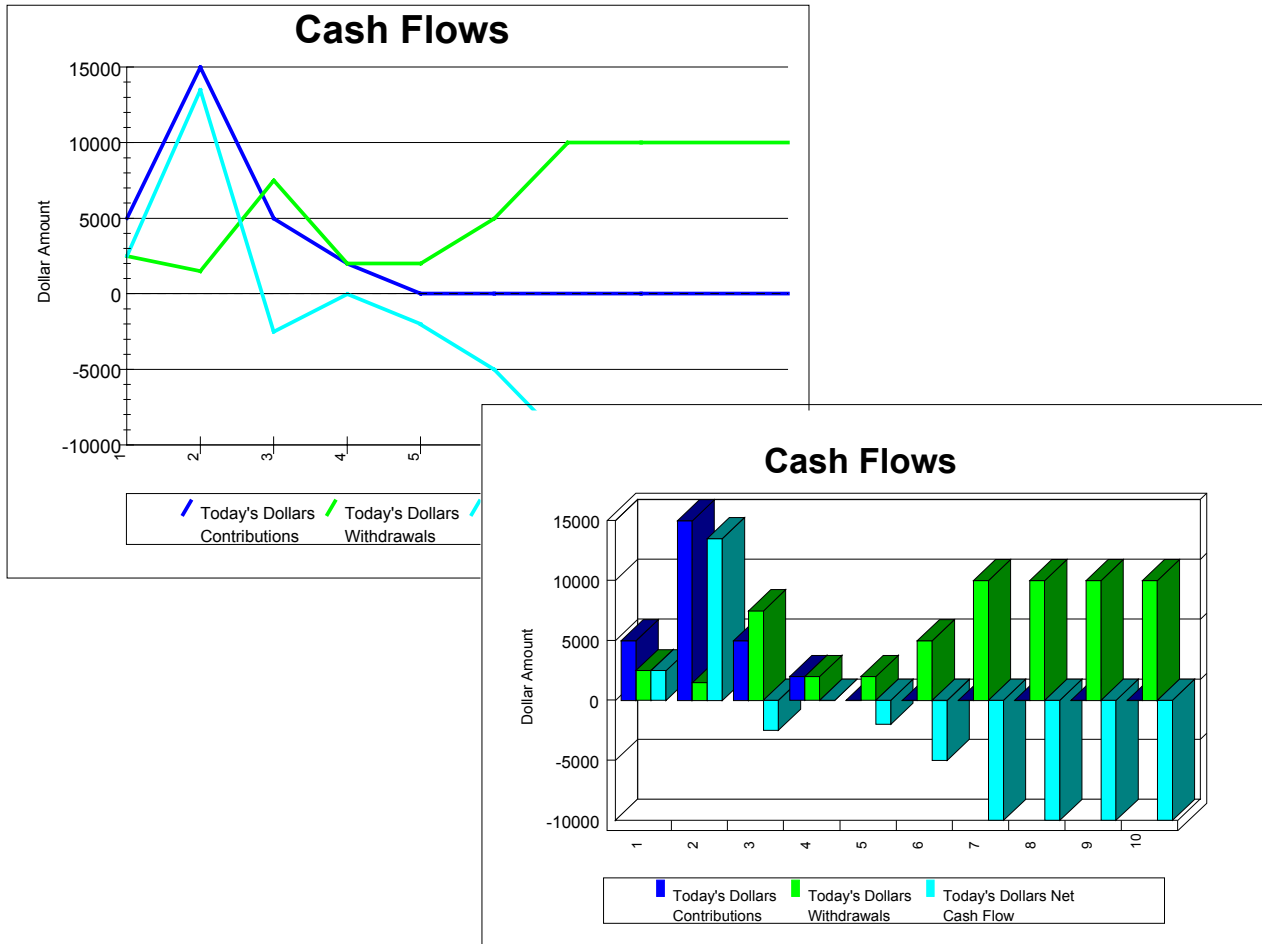 Cash Flows
15000
10000
5000
0
-5000
-10000
Dollar Amount
1 2 3 4 5
Today's Dollars Today's Dollars
Contributions Withdrawals
Cash Flows
15000
10000
5000
0
-5000
-10000
Dollar Amount
1 2 3 4 5 6 7 8 9 10
Today's Dollars Today's Dollars Today's Dollars Net
Contributions Withdrawals Cash Flow